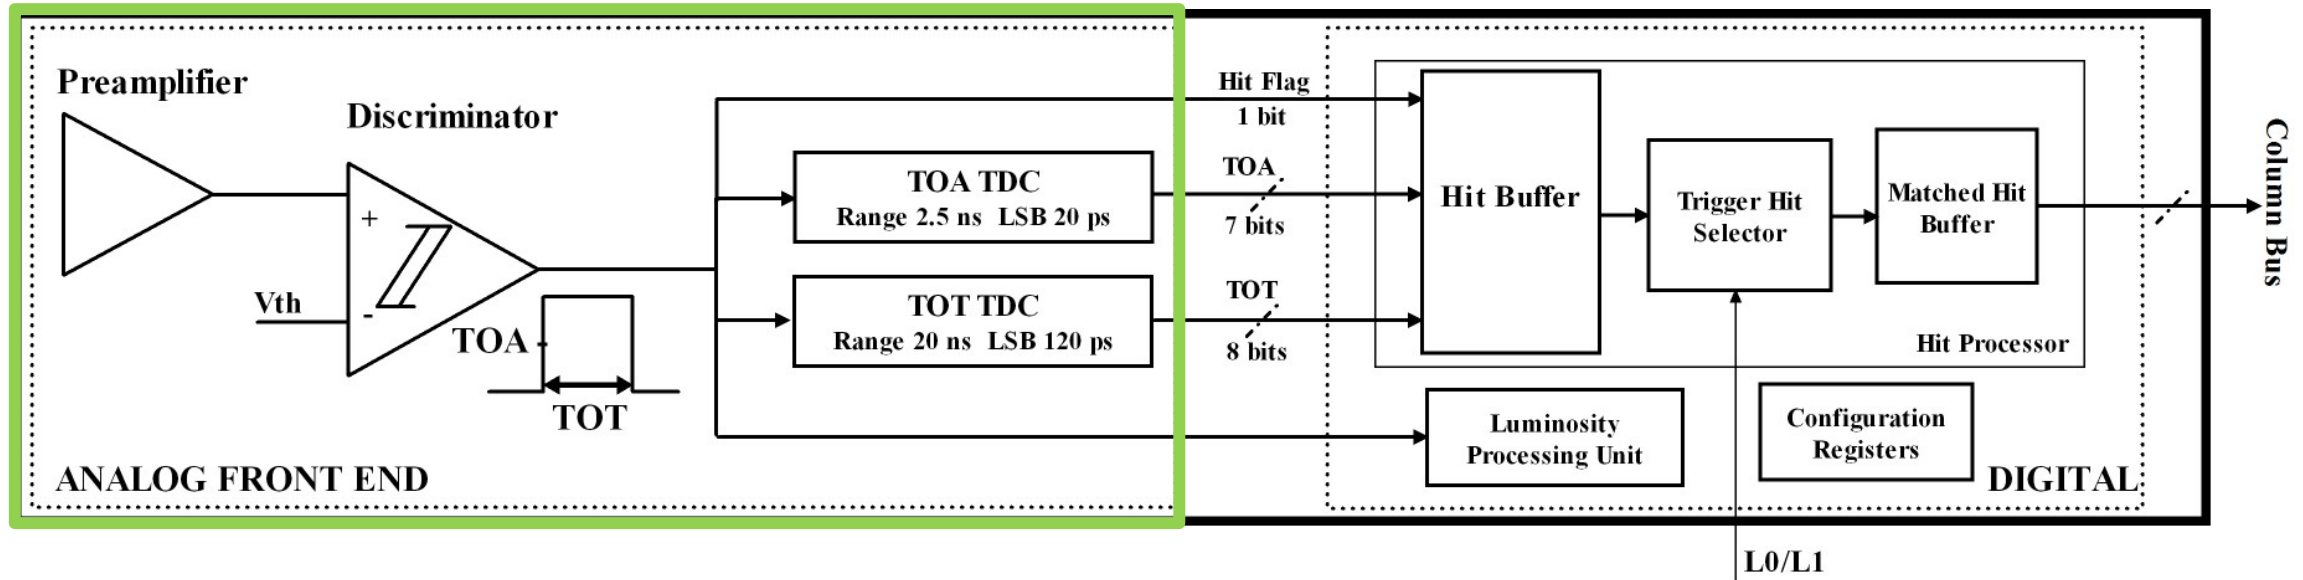 Preamplifier
Discriminator
+
-
Vth
TOA
TOT
ANALOG FRONT END
TOA TDC
Range 2.5 ns LSB 20 ps
TOT TDC
Range 20 ns LSB 120 ps
Hit Flag
1 bit
TOA
7 bits
TOT
8 bits
Hit Buffer
Trigger Hit
Selector
Matched Hit
Buffer
Hit Processor
Luminosity
Processing Unit
Configuration
Registers
DIGITAL
L0/L1
Column Bus